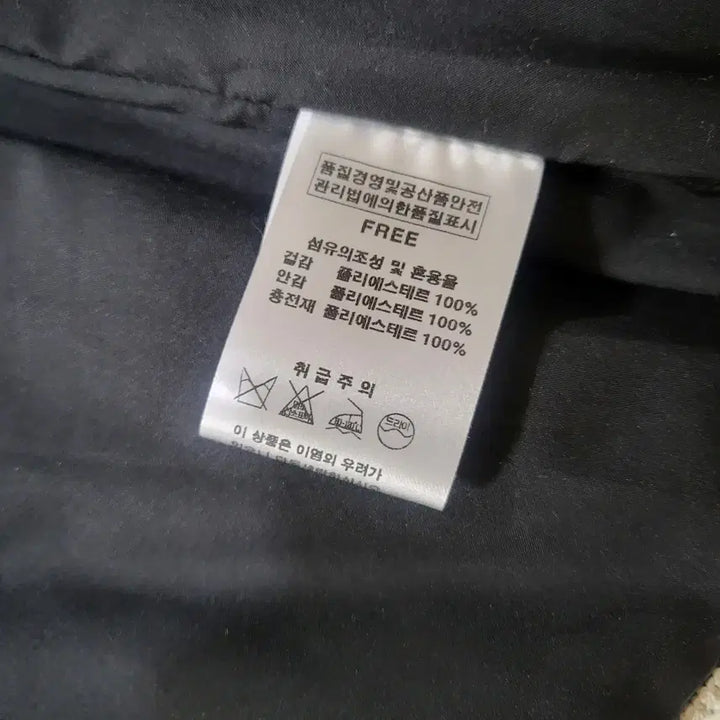 품질경영및공산품안전
관리법에의한품질표시
FREE
섬유의조성 및 혼용율
겉감 폴리에스테르 100%
안감 폴리에스테르 100%
충전재 폴리에스테르 100%
취급주의
드라이
이 상품은 이염의 우려가